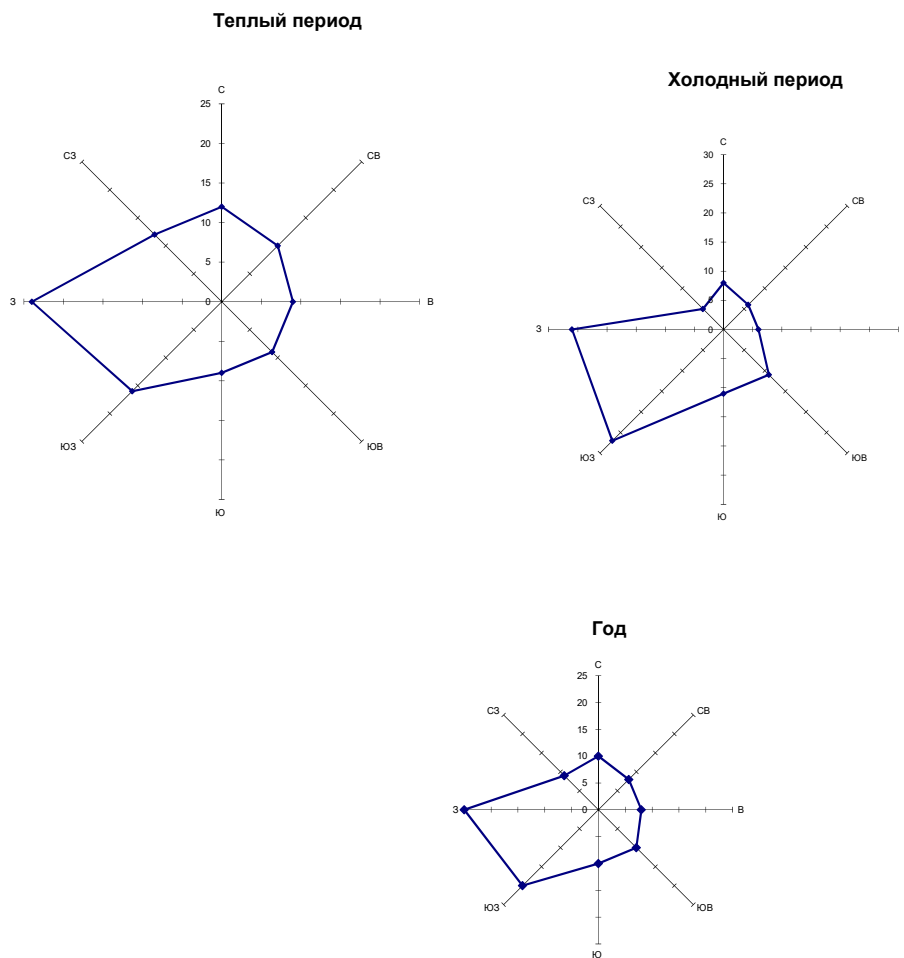 Теплый период
С
25
20
15
10
5
0
СЗ
СВ
З
В
ЮЗ
ЮВ
Ю
Холодный период
С
30
25
20
15
10
5
0
СЗ
СВ
З
ЮЗ
ЮВ
Ю
Год
С
25
20
15
10
5
0
СЗ
СВ
З
В
ЮЗ
ЮВ
Ю